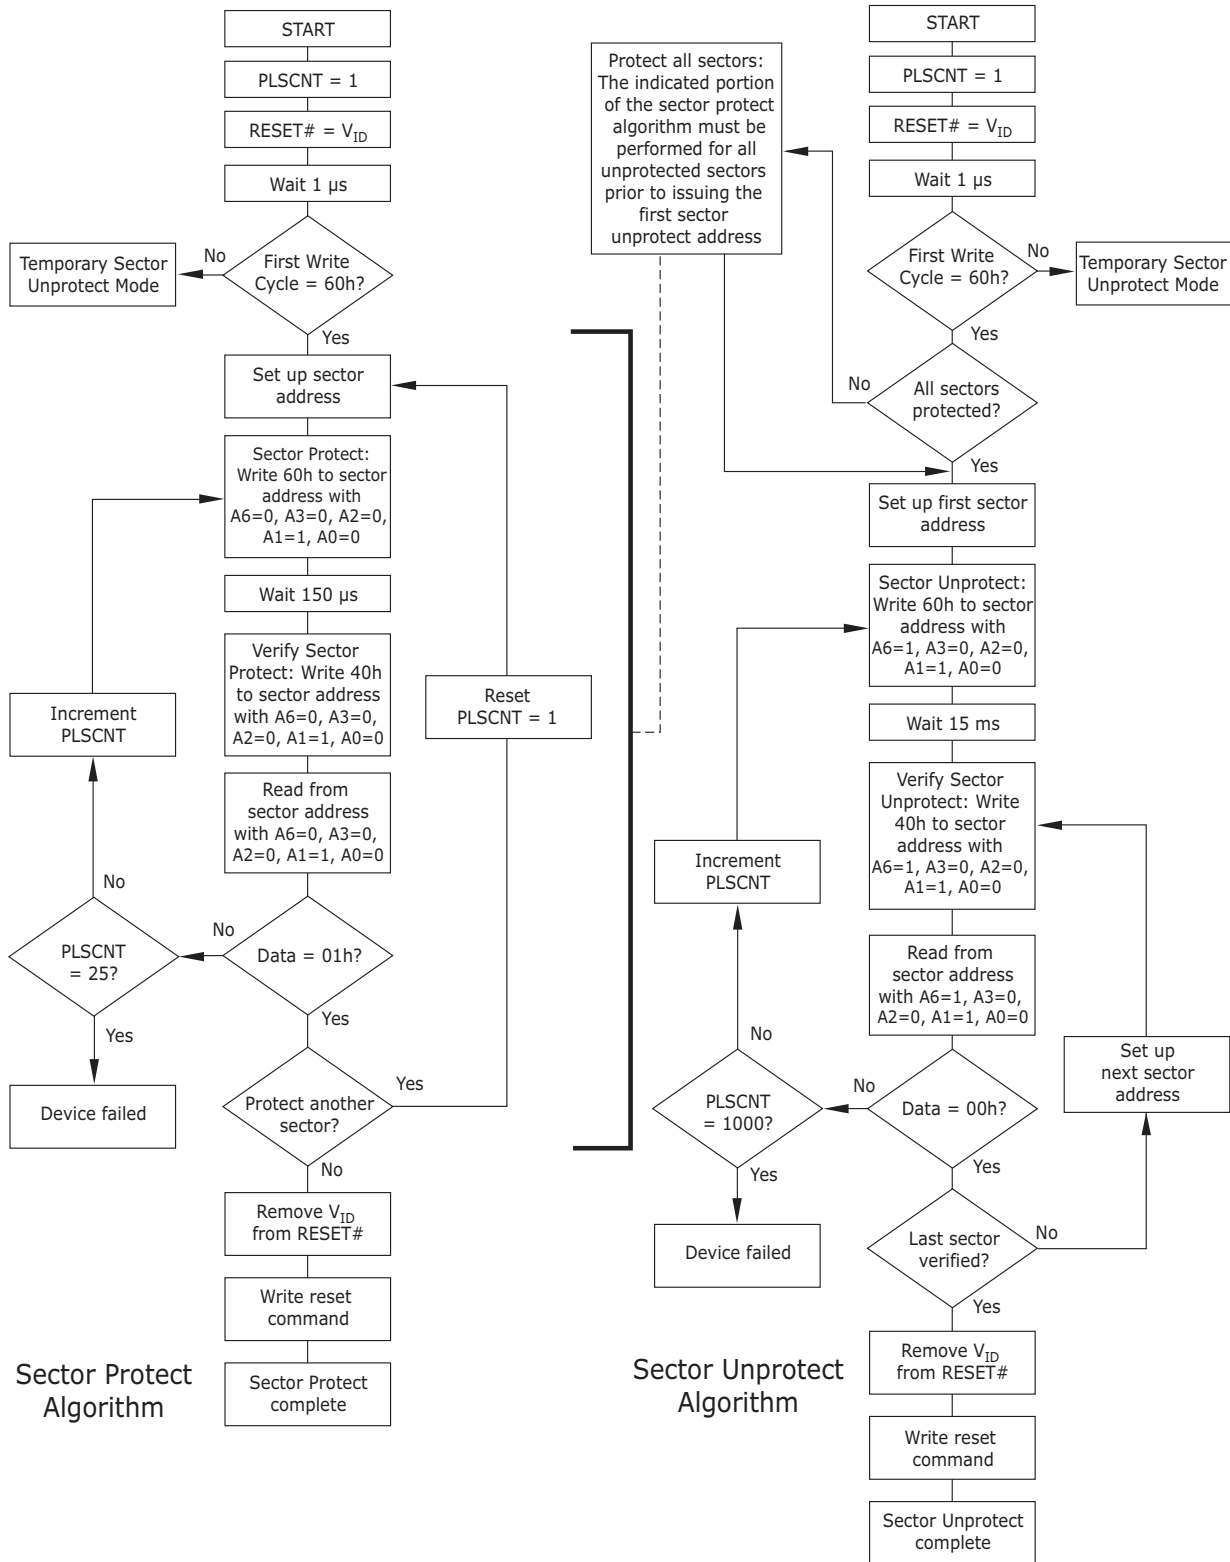 START
PLSCNT = 1
RESET# = VID
Wait 1 µs
No
First Write
Cycle = 60h?
Temporary Sector
Unprotect Mode
Yes
Set up sector
address
Sector Protect:
Write 60h to sector
address with
A6=0, A3=0, A2=0,
A1=1, A0=0
Wait 150 µs
Verify Sector
Protect: Write 40h
to sector address
with A6=0, A3=0,
A2=0, A1=1, A0=0
Increment
PLSCNT
Reset
PLSCNT = 1
Read from
sector address
with A6=0, A3=0,
A2=0, A1=1, A0=0
No
No
PLSCNT
= 25?
Data = 01h?
Yes
Yes
Device failed
Protect another
sector?
Yes
No
Remove VID
from RESET#
Write reset
command
Sector Protect
complete
Sector Protect
Algorithm
Protect all sectors:
The indicated portion
of the sector protect
algorithm must be
performed for all
unprotected sectors
prior to issuing the
first sector
unprotect address
START
PLSCNT = 1
RESET# = VID
Wait 1 µs
First Write
Cycle = 60h?
No
Temporary Sector
Unprotect Mode
Yes
No
All sectors
protected?
Yes
Set up first sector
address
Sector Unprotect:
Write 60h to sector
address with
A6=1, A3=0, A2=0,
A1=1, A0=0
Wait 15 ms
Verify Sector
Unprotect: Write
40h to sector
address with
A6=1, A3=0, A2=0,
A1=1, A0=0
Increment
PLSCNT
Read from
sector address
with A6=1, A3=0,
A2=0, A1=1, A0=0
No
No
PLSCNT
= 1000?
Data = 00h?
Set up
next sector
address
Yes
Yes
Device failed
Last sector
verified?
No
Yes
Remove VID
from RESET#
Write reset
command
Sector Unprotect
complete
Sector Unprotect
Algorithm